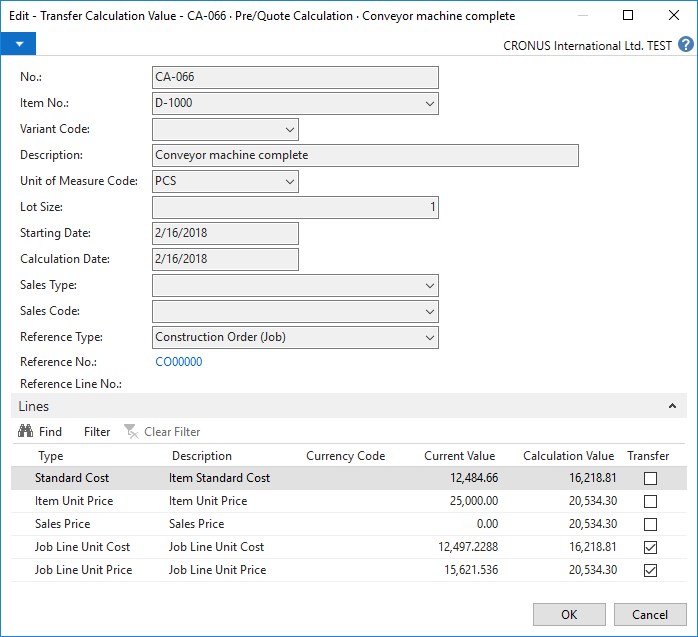 Edit - Transfer Calculation Value - CA-066 · Pre/Quote Calculation · Conveyor machine complete
CRONUS International Ltd. TEST ?
No.: CA-066
Item No.: D-1000
Variant Code:
Description: Conveyor machine complete
Unit of Measure Code: PCS
Lot Size: 1
Starting Date: 2/16/2018
Calculation Date: 2/16/2018
Sales Type:
Sales Code:
Reference Type: Construction Order (Job)
Reference No.: CO00000
Reference Line No.:
Lines
Find Filter Clear Filter
Type Description Currency Code Current Value Calculation Value Transfer
Standard Cost Item Standard Cost 12,484.66 16,218.81
Item Unit Price Item Unit Price 25,000.00 20,534.30
Sales Price Sales Price 0.00 20,534.30
Job Line Unit Cost Job Line Unit Cost 12,497.2288 16,218.81
Job Line Unit Price Job Line Unit Price 15,621.536 20,534.30
OK Cancel